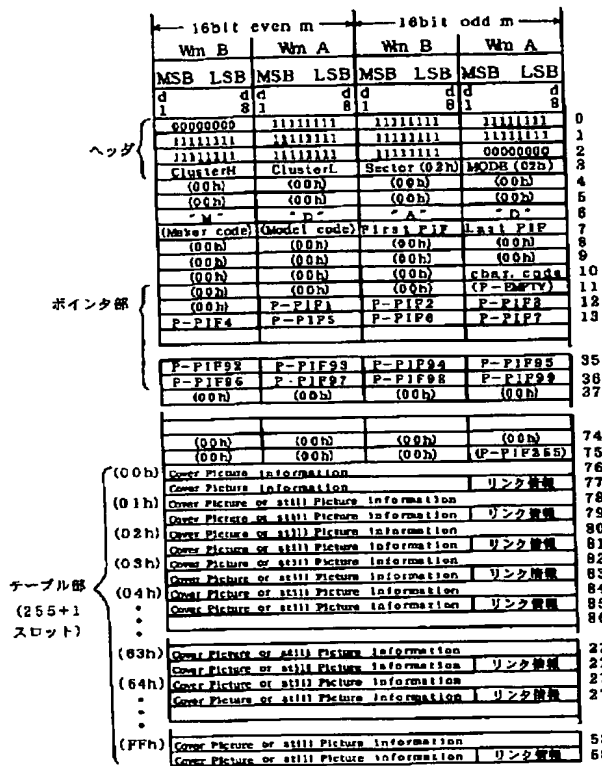 16bit even m 16bit odd m
Wm B Wm A Wm B Wm A
MSB LSB MSB LSB MSB LSB MSB LSB
d d d d d d d d
1 8 1 8 1 8 1 8
ヘッダ
00000000 11111111 11111111 11111111 0
11111111 11111111 11111111 11111111 1
11111111 11111111 11111111 00000000 2
ClusterH ClusterL Sector (02h) MODE (02h) 3
(00h) (00h) (00h) (00h) 4
(00h) (00h) (00h) (00h) 5
"M" "D" "A" "D" 6
(Maker code) (Model code) First PIF Last PIF 7
(00h) (00h) (00h) (00h) 8
(00h) (00h) (00h) (00h) 9
(00h) (00h) (00h) char. code 10
ポインタ部
(00h) (00h) (00h) (P-EMPTY) 11
(00h) P-PIF1 P-PIF2 P-PIF3 12
P-PIF4 P-PIF5 P-PIF6 P-PIF7 13
P-PIF92 P-PIF93 P-PIF94 P-PIF95 35
P-PIF96 P-PIF97 P-PIF98 P-PIF99 36
(00h) (00h) (00h) (00h) 37
(00h) (00h) (00h) (00h) 74
(00h) (00h) (00h) (P-PIF255) 75
(00h) Cover Picture information 76
Cover Picture information リンク情報 77
(01h) Cover Picture or still Picture information 78
Cover Picture or still Picture information リンク情報 79
(02h) Cover Picture or still Picture information 80
Cover Picture or still Picture information リンク情報 81
(03h) Cover Picture or still Picture information 82
Cover Picture or still Picture information リンク情報 83
(04h) Cover Picture or still Picture information 84
Cover Picture or still Picture information リンク情報 85
86
テーブル部
(255+1
スロット)
(63h) Cover Picture or still Picture information
Cover Picture or still Picture information リンク情報
(64h) Cover Picture or still Picture information
Cover Picture or still Picture information リンク情報
(FFh) Cover Picture or still Picture information
Cover Picture or still Picture information リンク情報